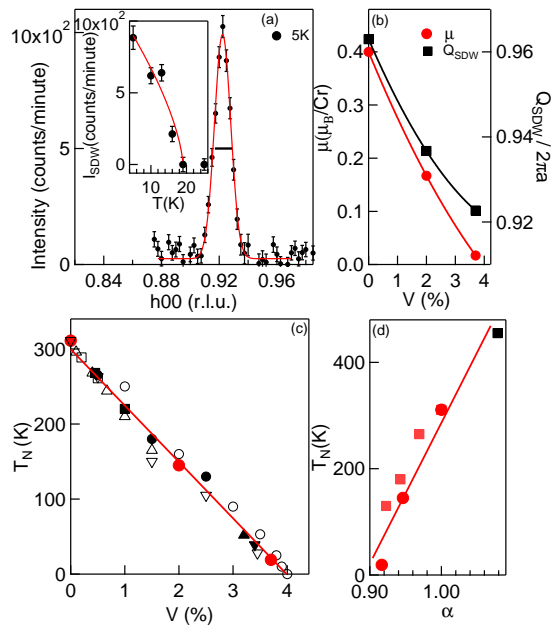 (a)
5K
10x10²
5
0
Intensity (counts/minute)
0.84
0.88
0.92
0.96
h00 (r.l.u.)
10x10²
5
0
I_SDW(counts/minute)
10
20
T(K)
(b)
μ
Q_SDW
0.4
0.3
0.2
0.1
0.0
μ(μ_B/Cr)
0.96
0.94
0.92
Q_SDW / 2πa
0
1
2
3
4
V (%)
(c)
300
200
100
0
T_N(K)
0
1
2
3
4
V (%)
(d)
400
200
0
T_N(K)
0.90
1.00
α